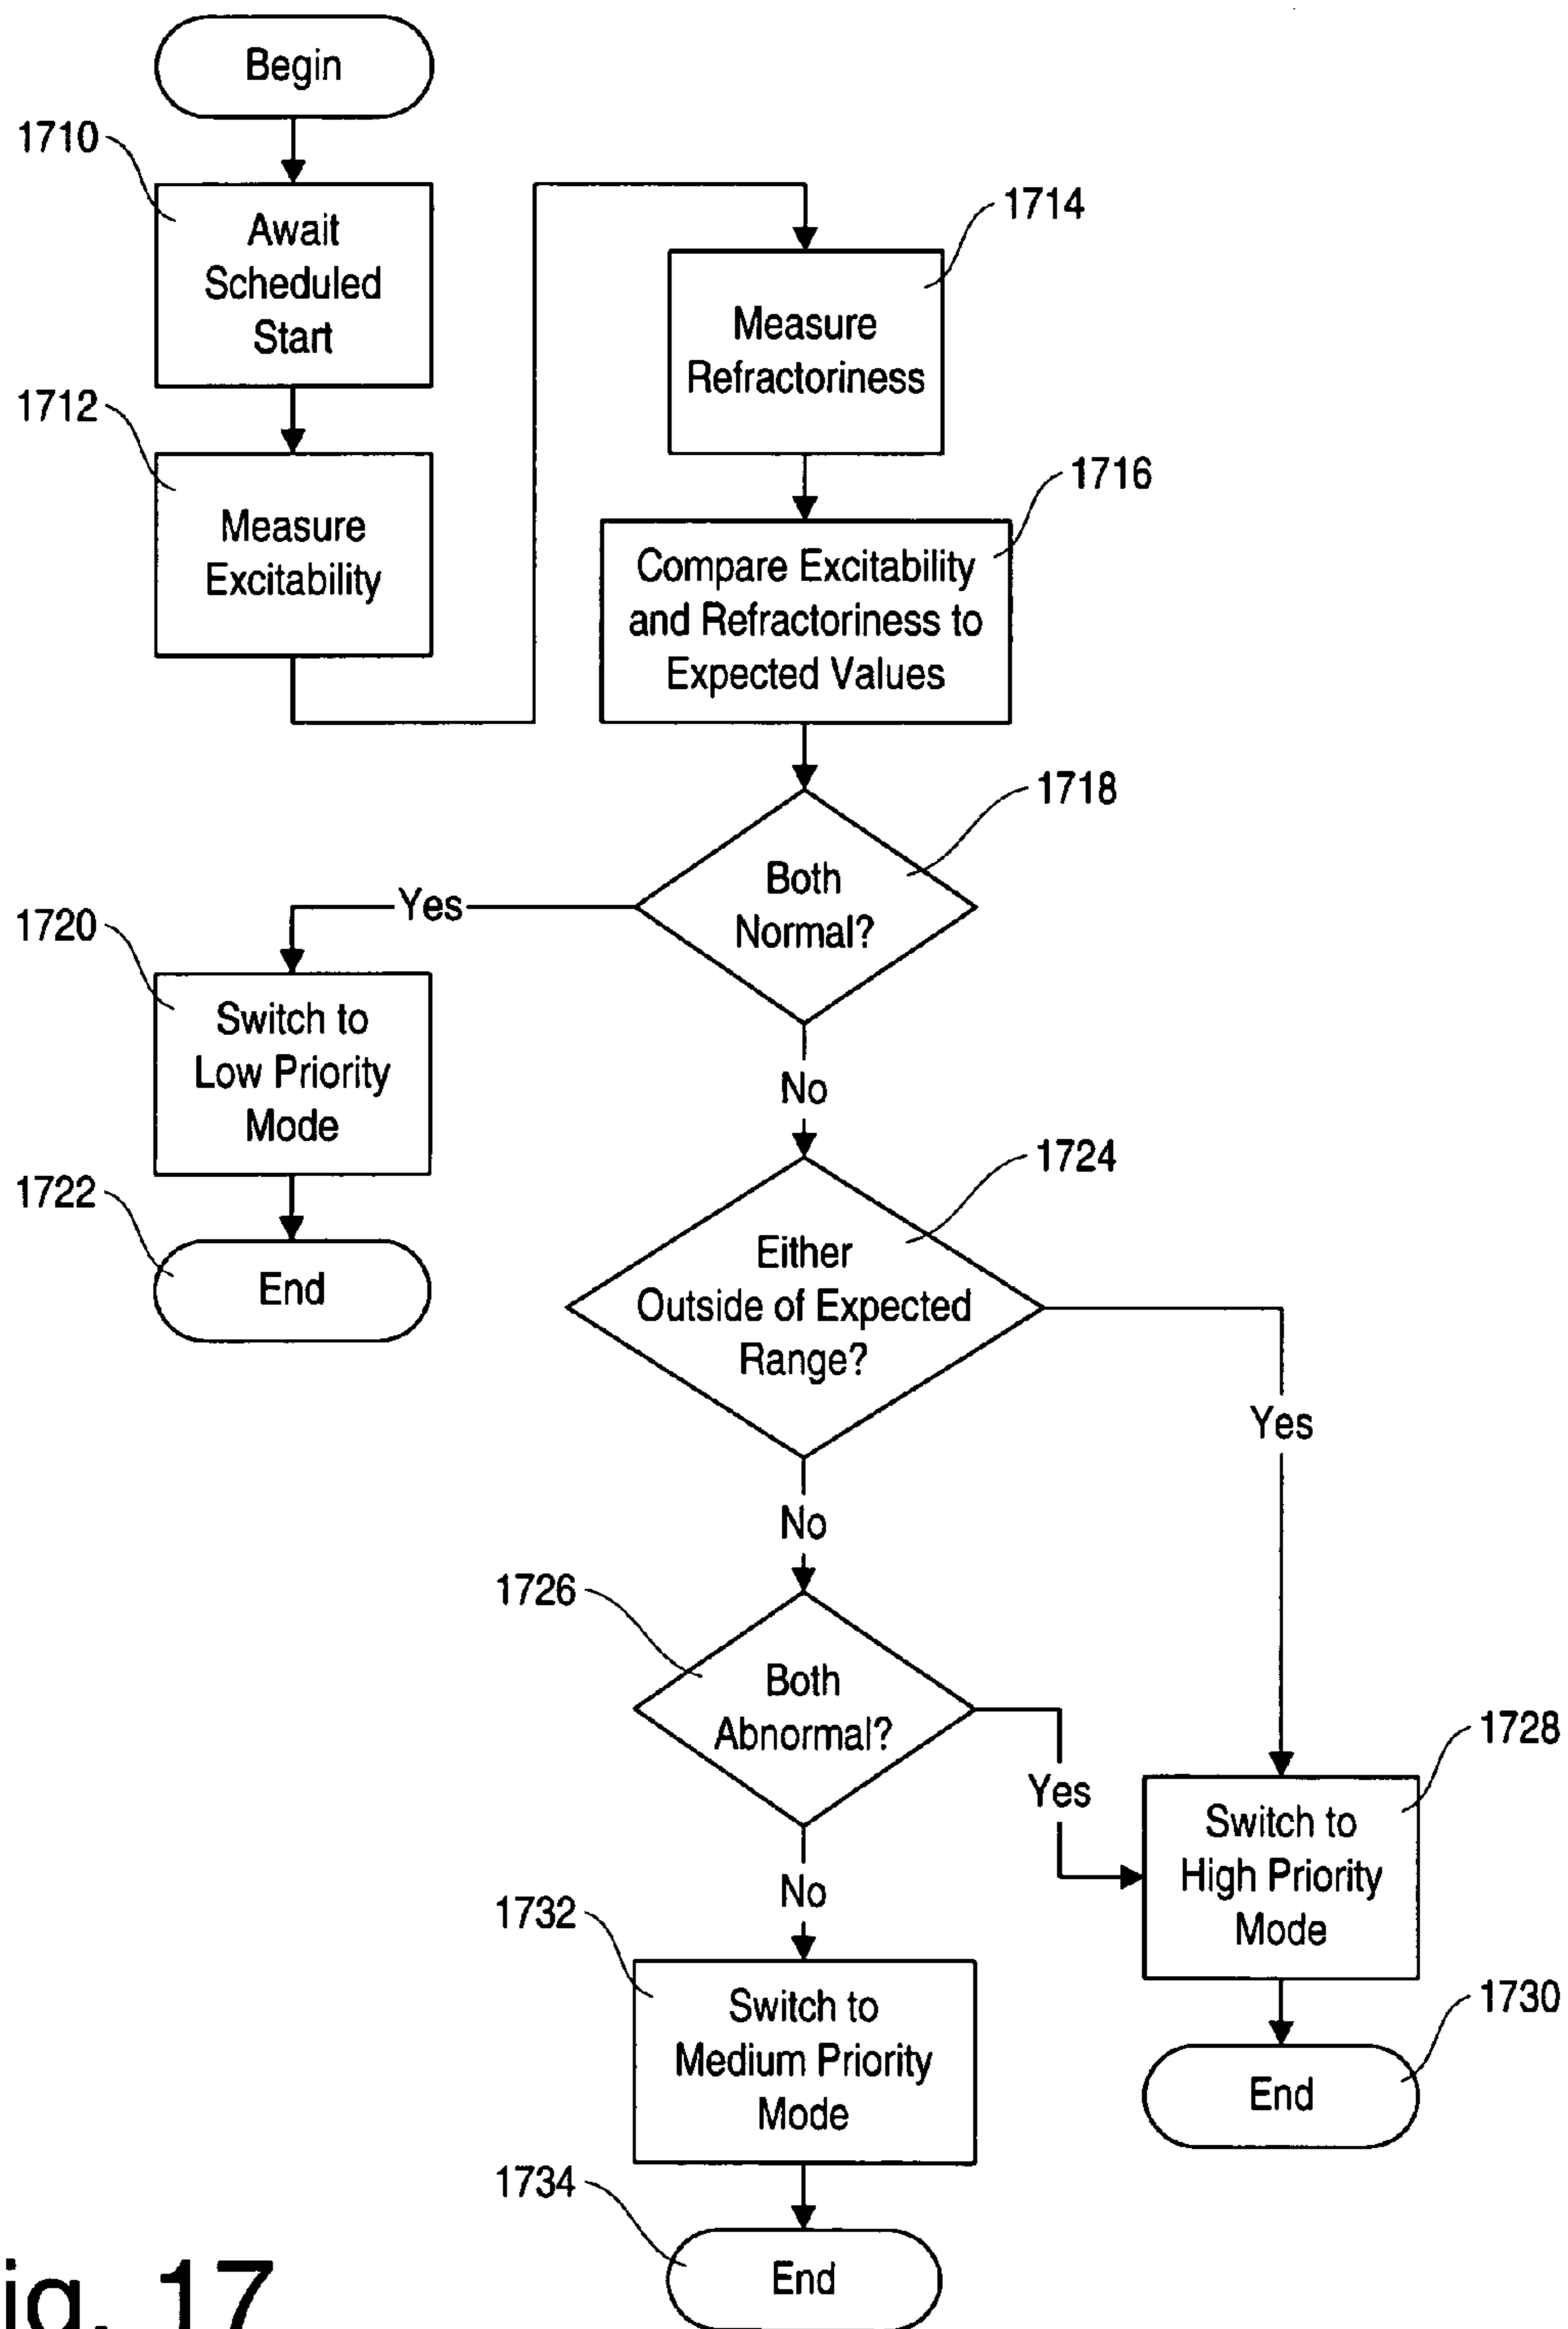 Begin
1710
Await
Scheduled
Start
1712
Measure
Excitability
1714
Measure
Refractoriness
1716
Compare Excitability
and Refractoriness to
Expected Values
1718
Both
Normal?
Yes
1720
Switch to
Low Priority
Mode
1722
End
No
1724
Either
Outside of Expected
Range?
Yes
No
1726
Both
Abnormal?
Yes
1728
Switch to
High Priority
Mode
1730
End
No
1732
Switch to
Medium Priority
Mode
1734
End
ig. 17